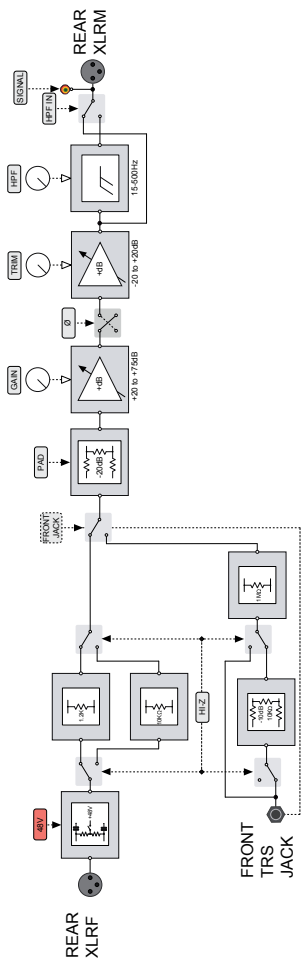 REAR
XLRF
48V
+48V
1.2K
10KΩ
HI-Z
FRONT
TRS
JACK
-10dB
10KΩ
1MΩ
FRONT
JACK
PAD
-20dB
GAIN
+dB
+20 to +75dB
Ø
TRIM
+dB
-20 to +20dB
HPF
15-500Hz
HPF IN
SIGNAL
REAR
XLRM